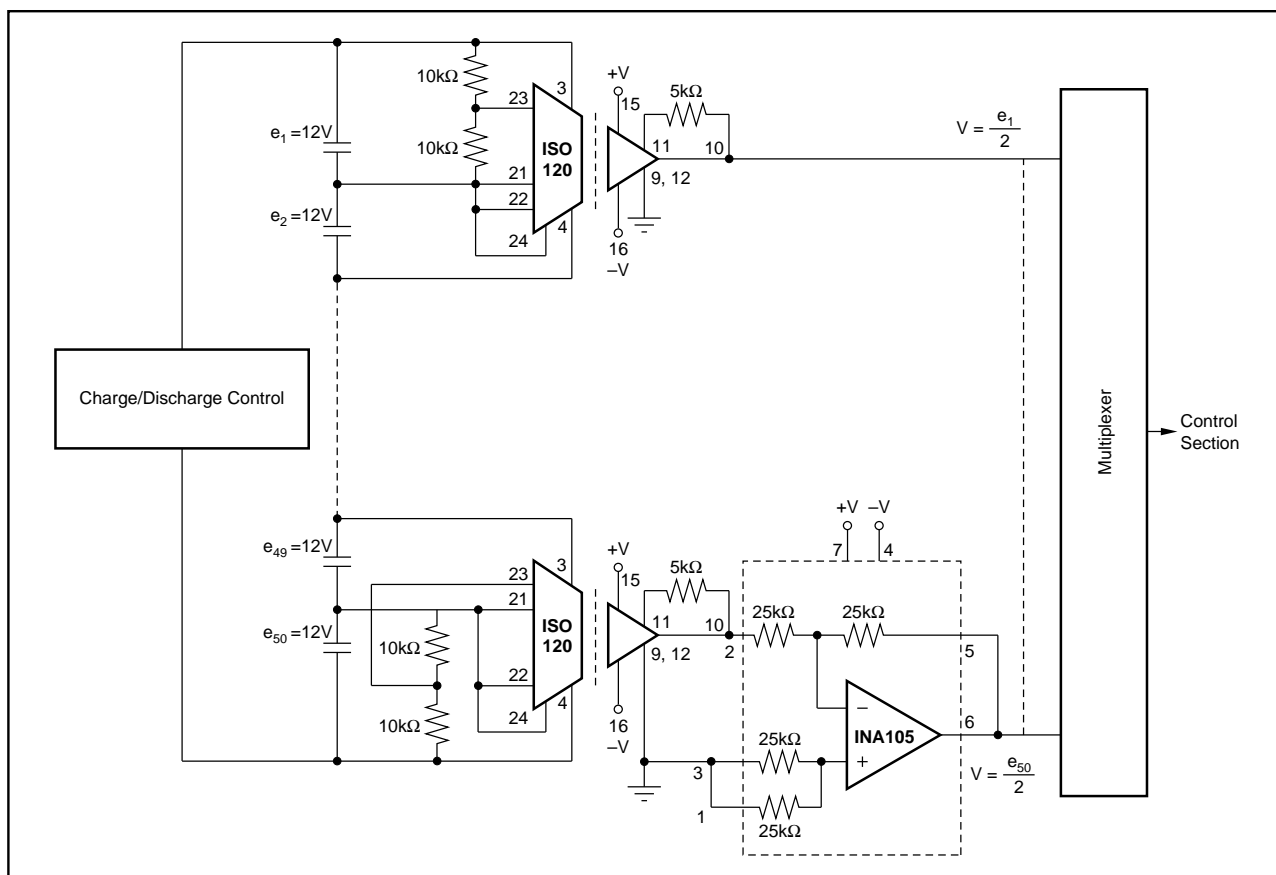 +V
15
5kΩ
10kΩ
3
23
e1=12V
10kΩ
ISO
120
11
10
9, 12
V = e1/2
21
22
e2=12V
4
24
16
–V
Charge/Discharge Control
Multiplexer
Control
Section
+V –V
7 4
e49=12V
3
+V
15
5kΩ
23
21
ISO
120
11
10
9, 12
2
25kΩ
25kΩ
5
e50=12V
10kΩ
22
4
24
10kΩ
16
–V
–
INA105
+
6
3
25kΩ
1
25kΩ
V = e50/2